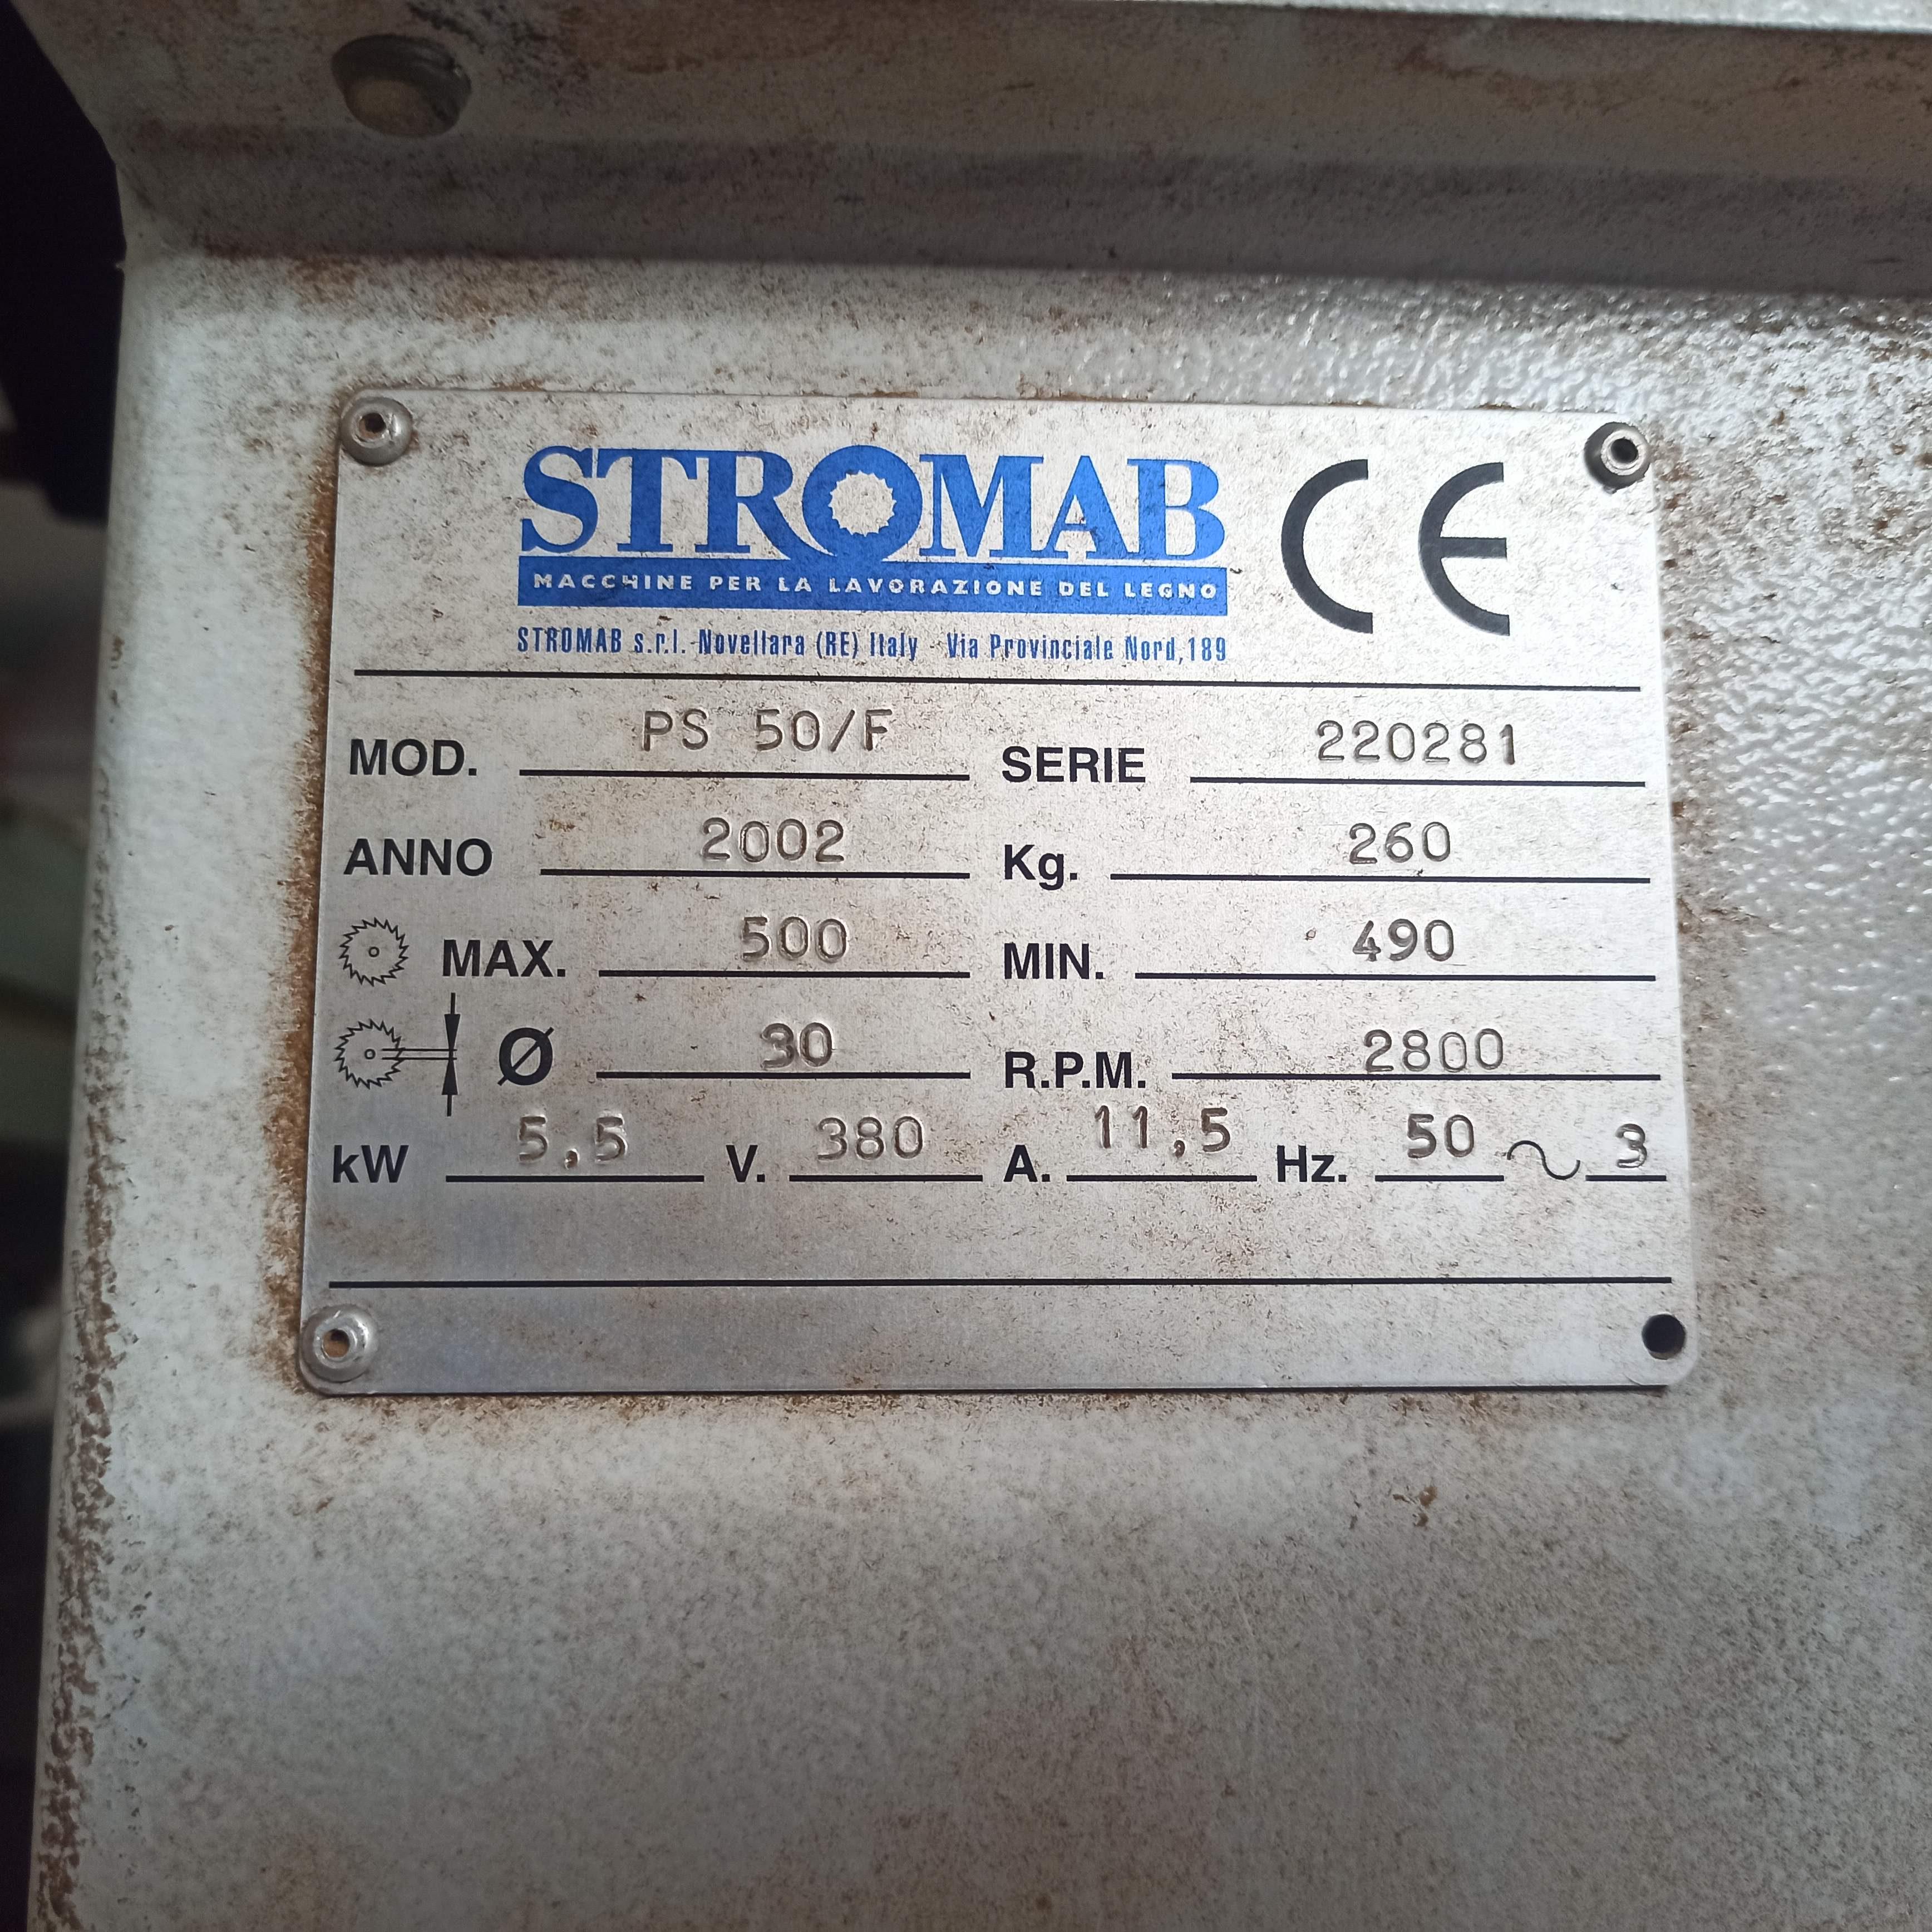 STROMAB CE
MACCHINE PER LA LAVORAZIONE DEL LEGNO
STROMAB s.r.l. - Novellara (RE) Italy - Via Provinciale Nord, 189
MOD. PS 50/F SERIE 220281
ANNO 2002 Kg. 260
MAX. 500 MIN. 490
Ø 30 R.P.M. 2800
kW 5,5 V. 380 A. 11,5 Hz. 50 ~ 3